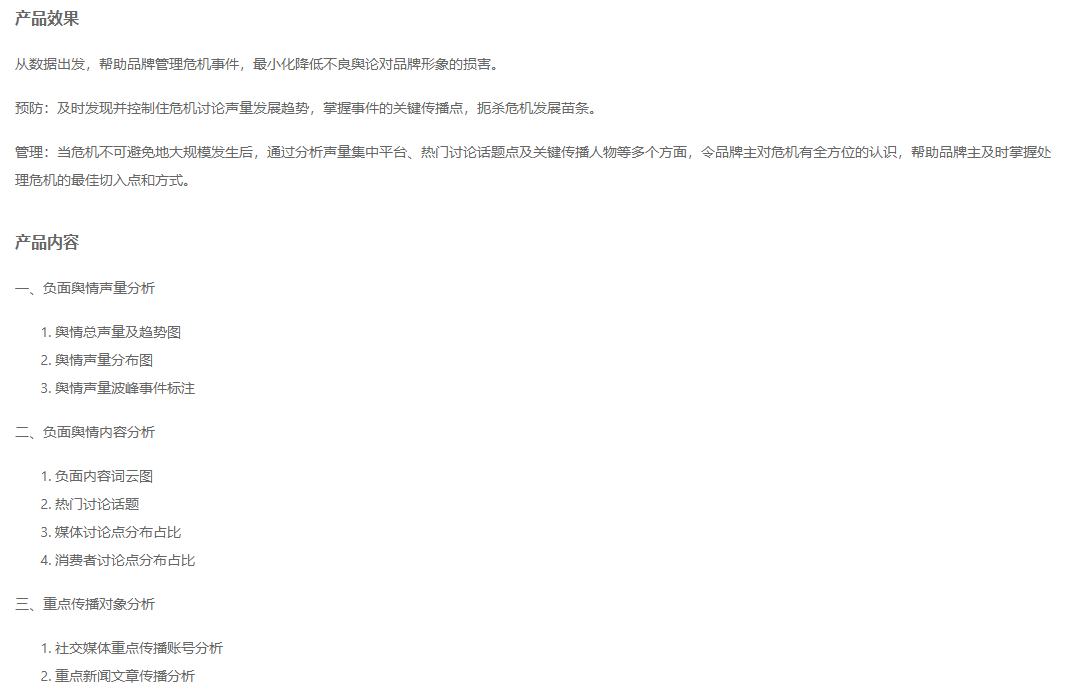 产品效果
从数据出发，帮助品牌管理危机事件，最小化降低不良舆论对品牌形象的损害。
预防：及时发现并控制住危机讨论声量发展趋势，掌握事件的关键传播点，扼杀危机发展苗条。
管理：当危机不可避免地大规模发生后，通过分析声量集中平台、热门讨论话题点及关键传播人物等多个方面，令品牌主对危机有全方位的认识，帮助品牌主及时掌握处
理危机的最佳切入点和方式。
产品内容
一、负面舆情声量分析
1. 舆情总声量及趋势图
2. 舆情声量分布图
3. 舆情声量波峰事件标注
二、负面舆情内容分析
1. 负面内容词云图
2. 热门讨论话题
3. 媒体讨论点分布占比
4. 消费者讨论点分布占比
三、重点传播对象分析
1. 社交媒体重点传播账号分析
2. 重点新闻文章传播分析